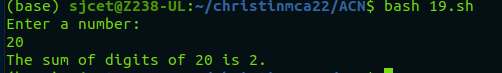 (base) sjcet@Z238-UL:~/christinmca22/ACN$ bash 19.sh
Enter a number:
20
The sum of digits of 20 is 2.